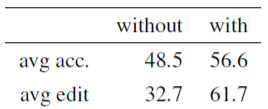 without with
avg acc. 48.5 56.6
avg edit 32.7 61.7